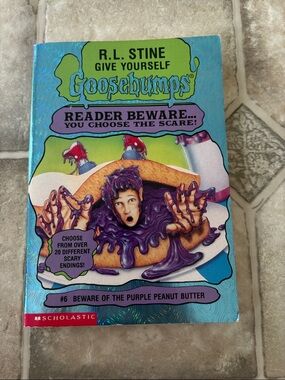 R.L. STINE
GIVE YOURSELF
Goosebumps
READER BEWARE...
YOU CHOOSE THE SCARE!
CHOOSE
FROM OVER
20 DIFFERENT
SCARY
ENDINGS!
#6 BEWARE OF THE PURPLE PEANUT BUTTER
SCHOLASTIC